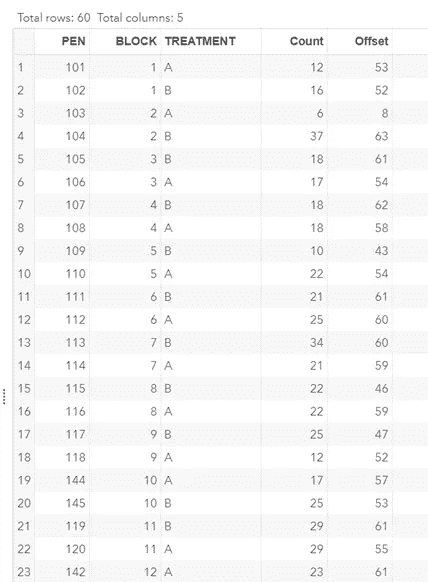 Total rows: 60 Total columns: 5
PEN BLOCK TREATMENT Count Offset
1 101 1 A 12 53
2 102 1 B 16 52
3 103 2 A 6 8
4 104 2 B 37 63
5 105 3 B 18 61
6 106 3 A 17 54
7 107 4 B 18 62
8 108 4 A 18 58
9 109 5 B 10 43
10 110 5 A 22 54
11 111 6 B 21 61
12 112 6 A 25 60
13 113 7 B 34 60
14 114 7 A 21 59
15 115 8 B 22 46
16 116 8 A 22 59
17 117 9 B 25 47
18 118 9 A 12 52
19 144 10 A 17 57
20 145 10 B 25 53
21 119 11 B 29 61
22 120 11 A 29 55
23 142 12 A 23 61